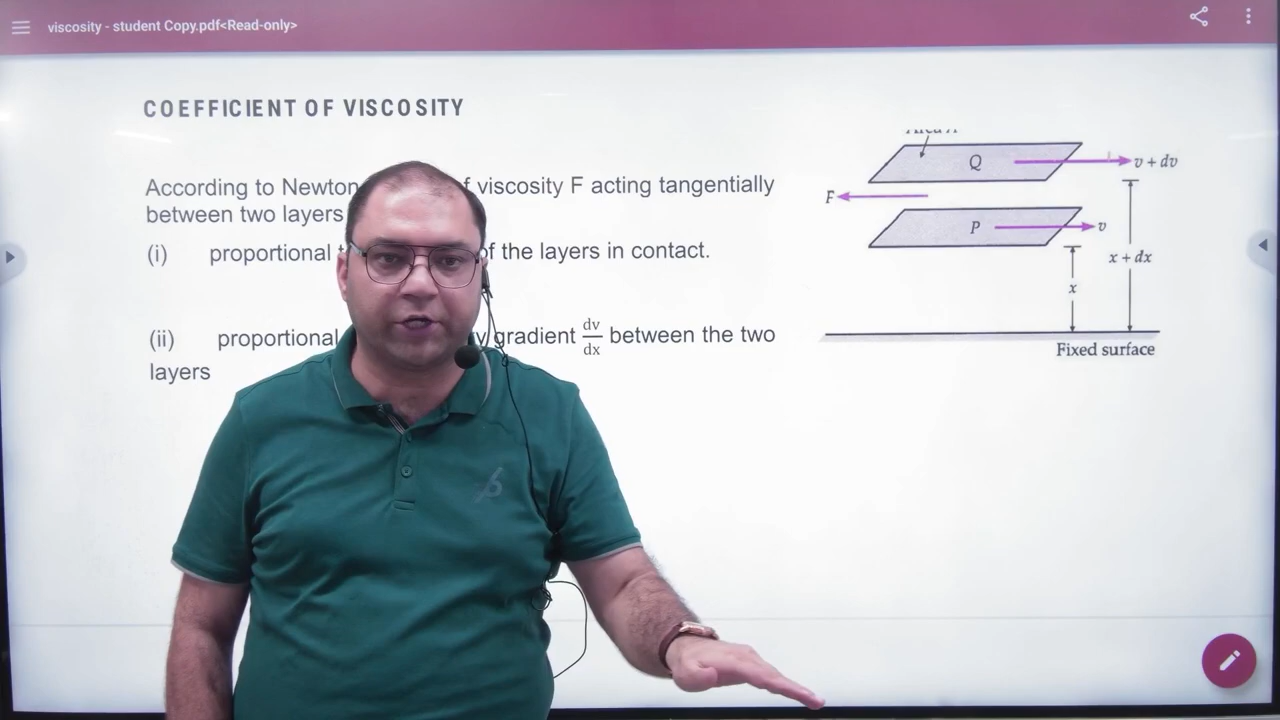 viscosity - student Copy.pdf<Read-only>
COEFFICIENT OF VISCOSITY
According to Newton viscosity F acting tangentially
between two layers
(i) proportional of the layers in contact.
(ii) proportional gradient dv/dx between the two
layers
Q
v + dv
F
P
v
x + dx
x
Fixed surface